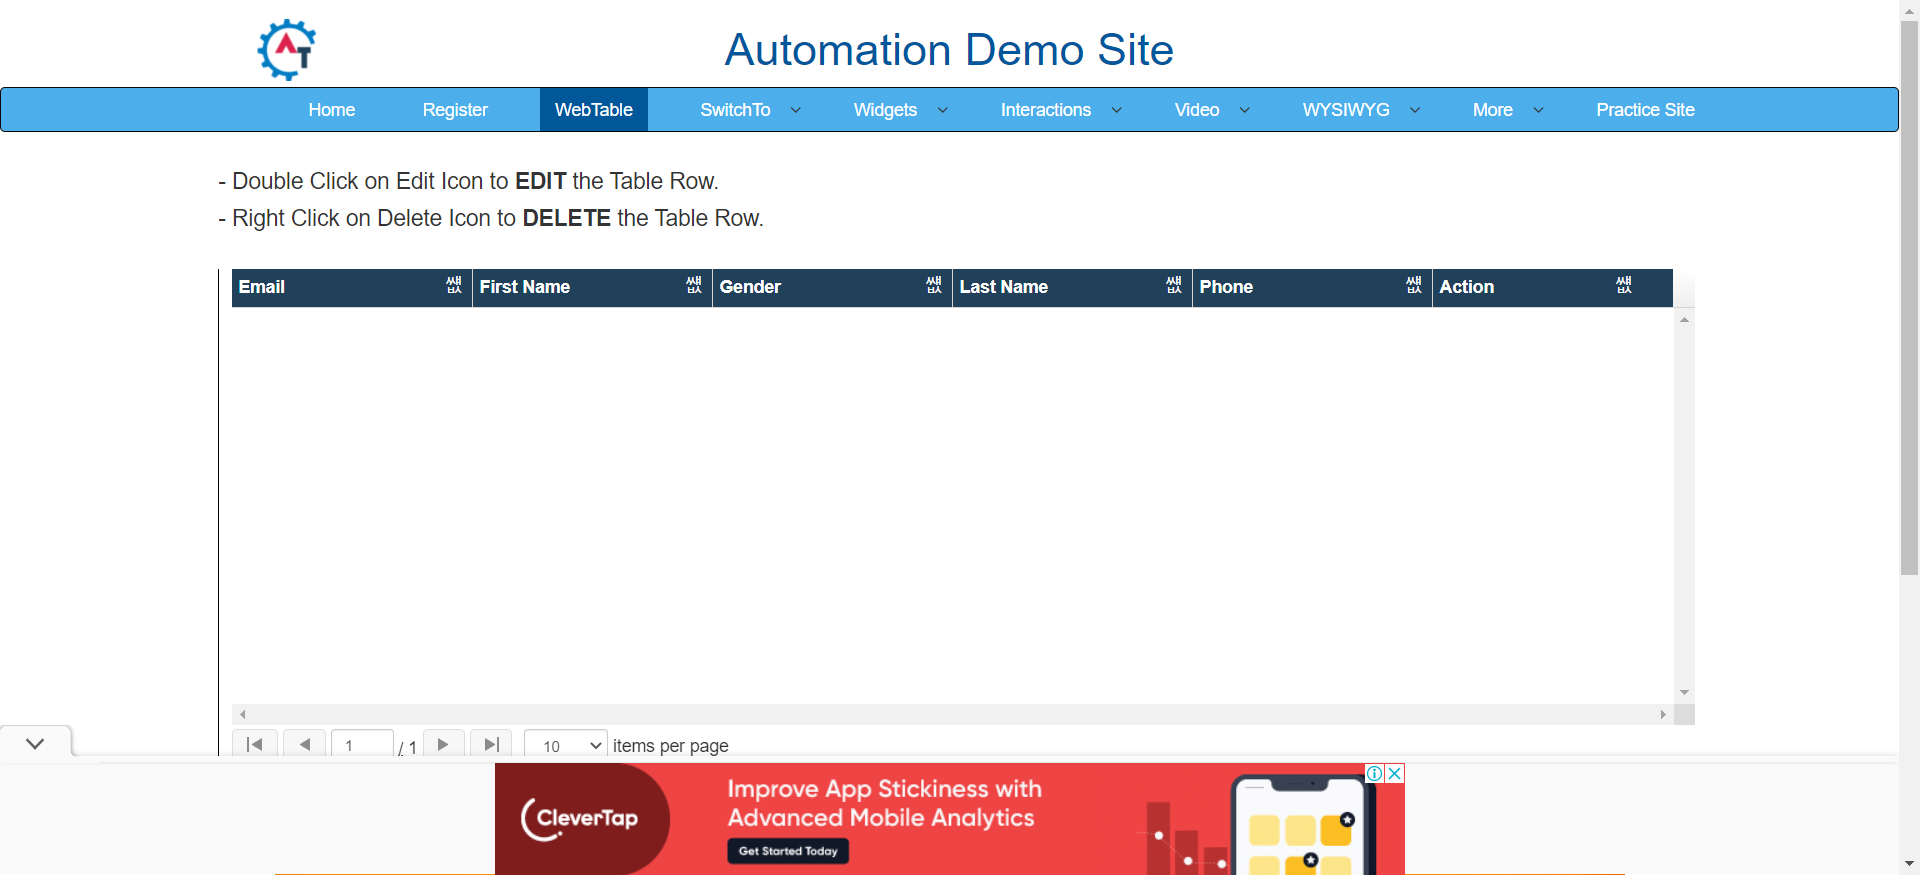 AT
Automation Demo Site
Home Register WebTable SwitchTo Widgets Interactions Video WYSIWYG More Practice Site
- Double Click on Edit Icon to EDIT the Table Row.
- Right Click on Delete Icon to DELETE the Table Row.
Email First Name Gender Last Name Phone Action
1 / 1 10 items per page
CleverTap
Improve App Stickiness with
Advanced Mobile Analytics
Get Started Today